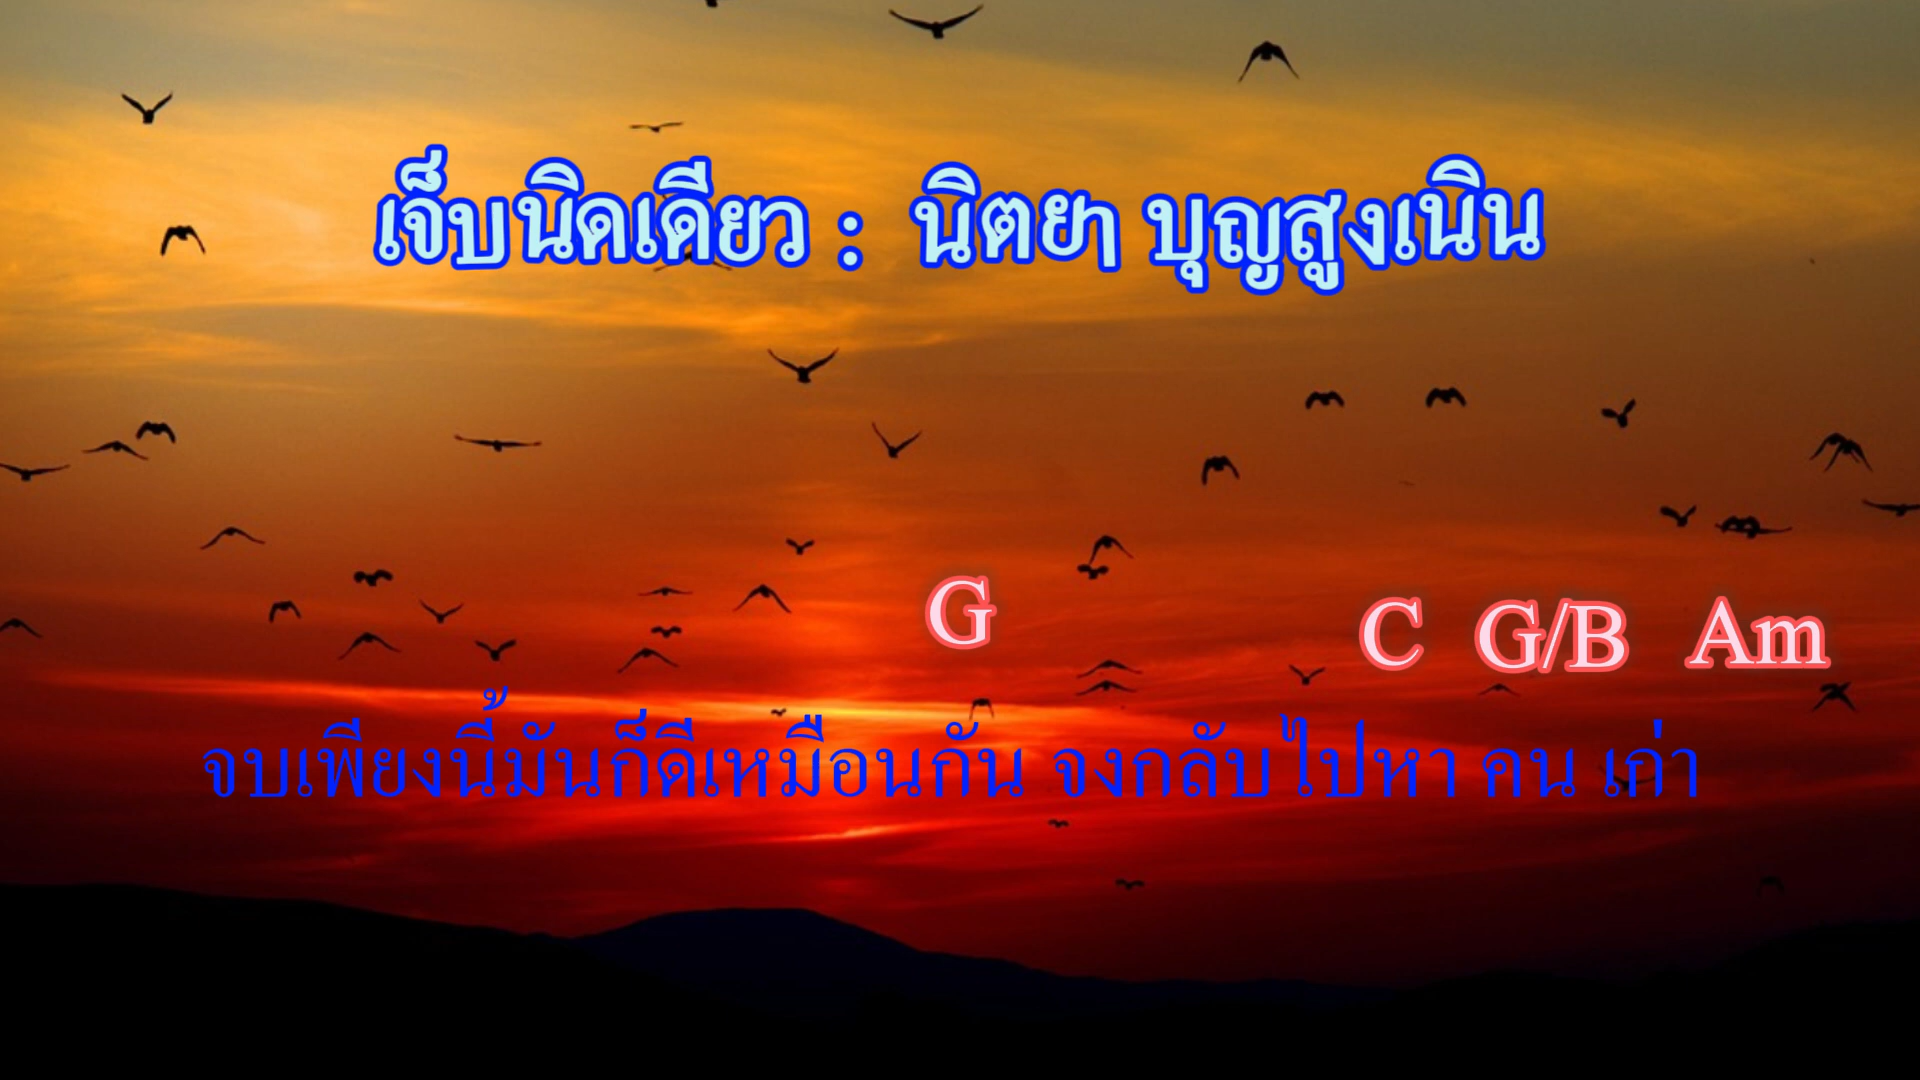 เจ็บนิดเดียว : นิตยา บุญสูงเนิน
G C G/B Am
จบเพียงนี้มันก็ดีเหมือนกัน จงกลับไปหา คน เก่า